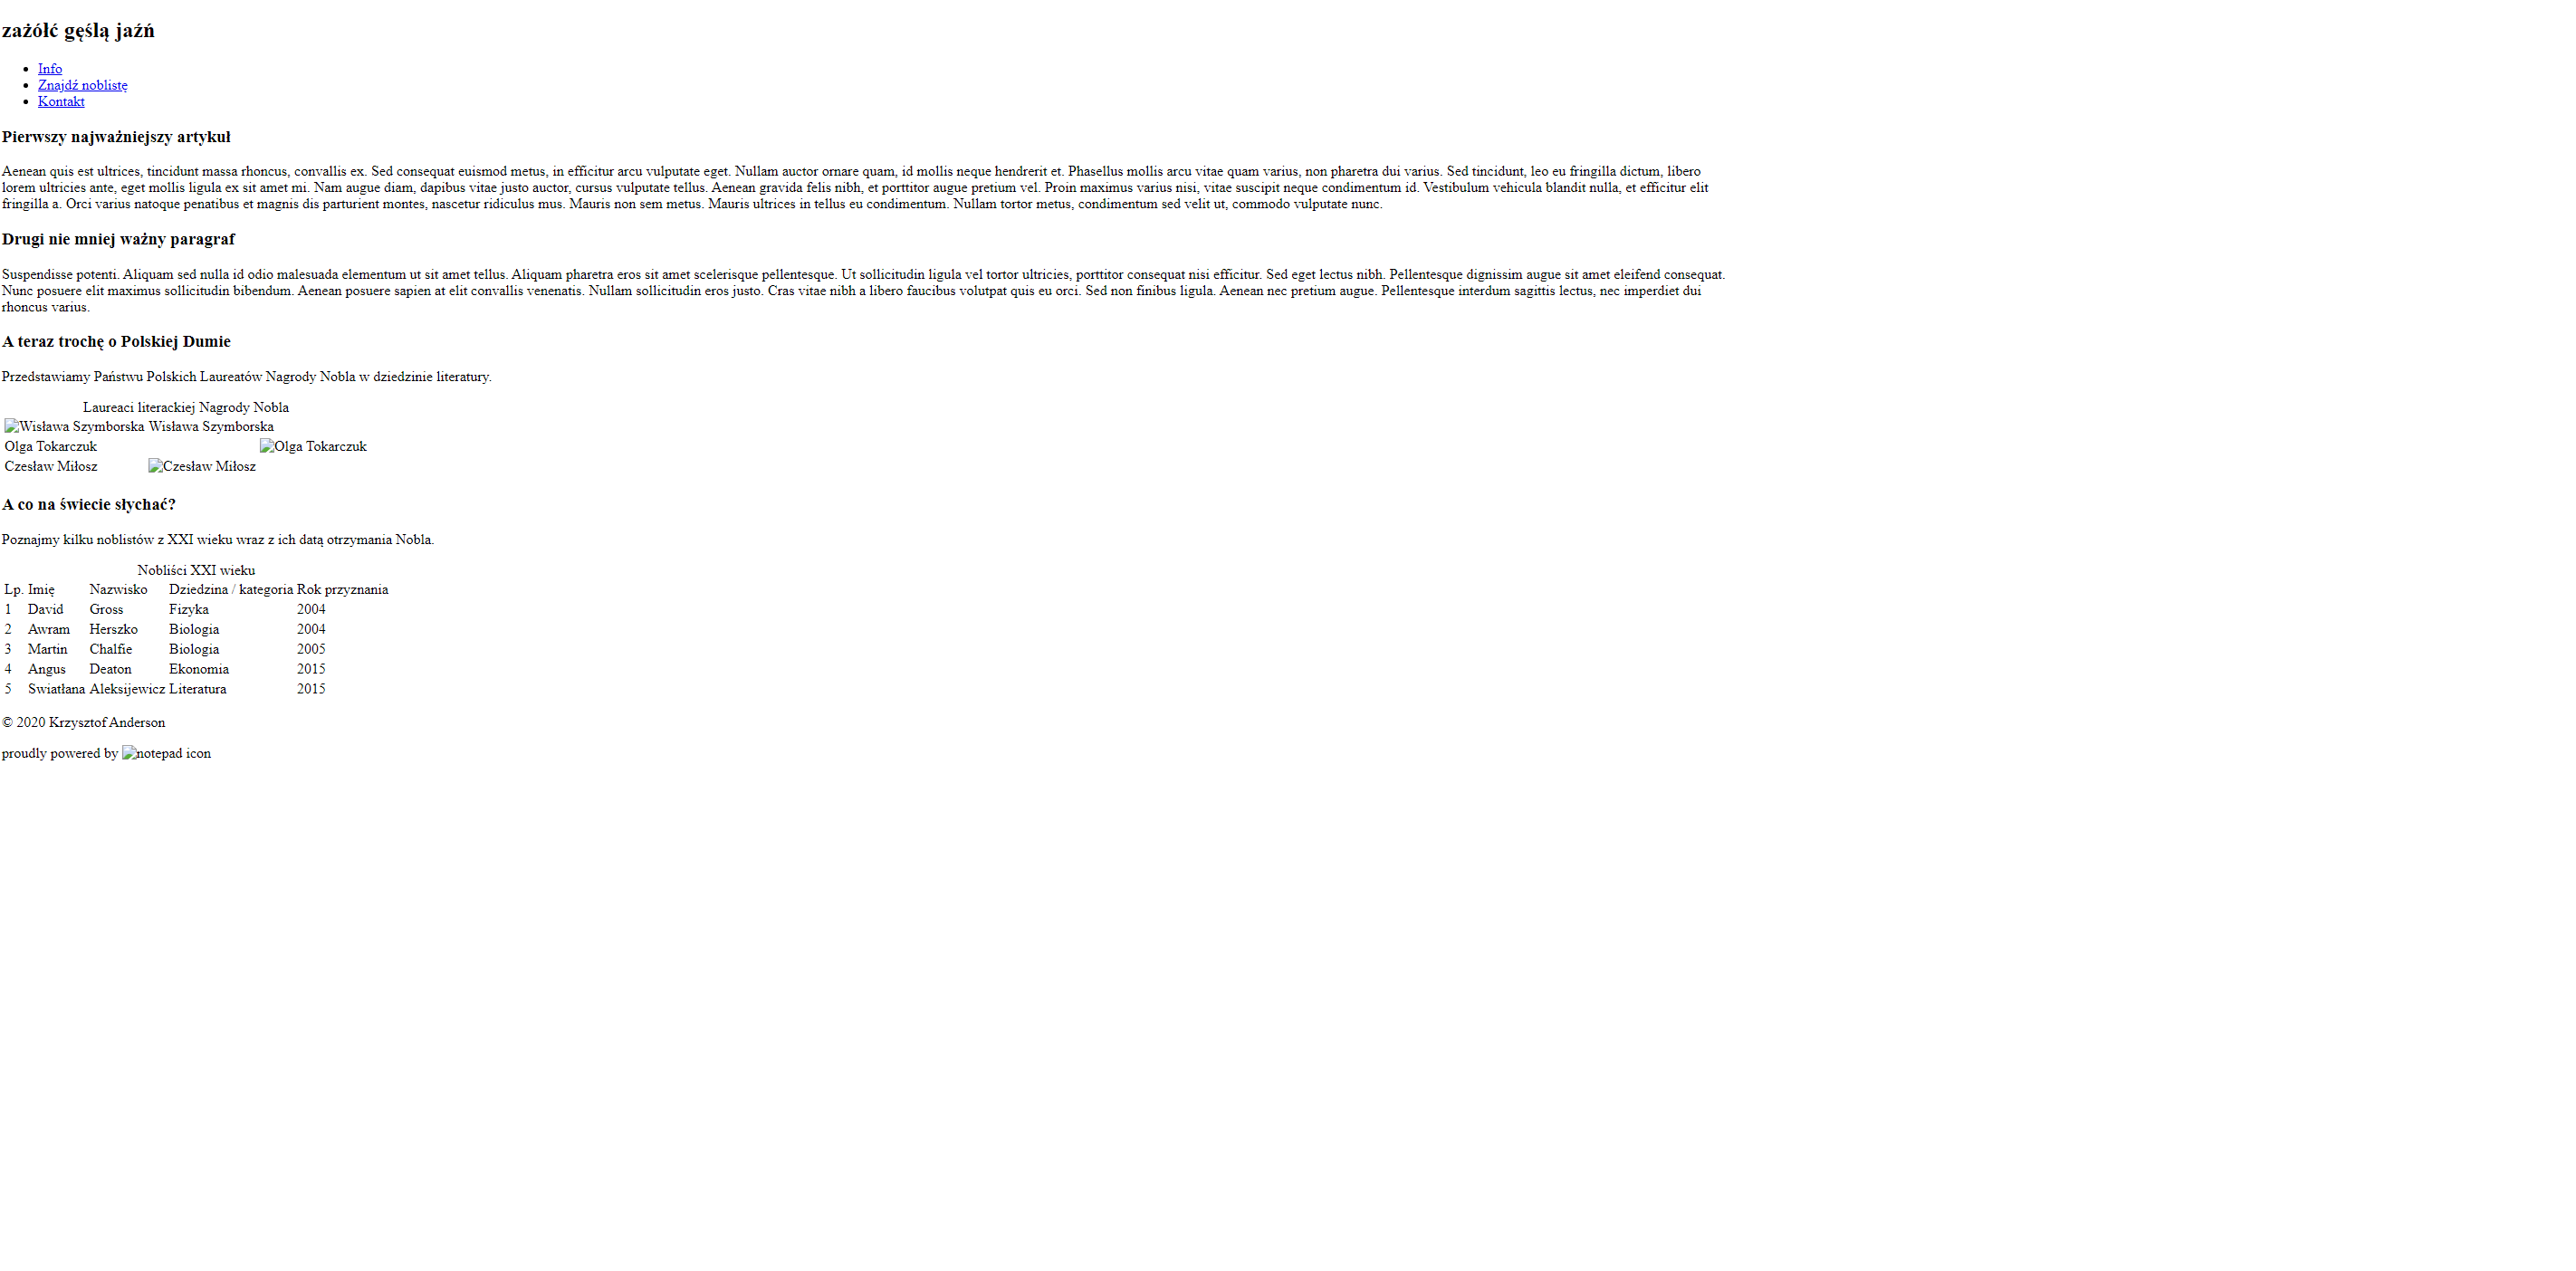 zażółć gęślą jaźń
Info
Znajdź noblistę
Kontakt
Pierwszy najważniejszy artykuł
Aenean quis est ultrices, tincidunt massa rhoncus, convallis ex. Sed consequat euismod metus, in efficitur arcu vulputate eget. Nullam auctor ornare quam, id mollis neque hendrerit et. Phasellus mollis arcu vitae quam varius, non pharetra dui varius. Sed tincidunt, leo eu fringilla dictum, libero
lorem ultricies ante, eget mollis ligula ex sit amet mi. Nam augue diam, dapibus vitae justo auctor, cursus vulputate tellus. Aenean gravida felis nibh, et porttitor augue pretium vel. Proin maximus varius nisi, vitae suscipit neque condimentum id. Vestibulum vehicula blandit nulla, et efficitur elit
fringilla a. Orci varius natoque penatibus et magnis dis parturient montes, nascetur ridiculus mus. Mauris non sem metus. Mauris ultrices in tellus eu condimentum. Nullam tortor metus, condimentum sed velit ut, commodo vulputate nunc.
Drugi nie mniej ważny paragraf
Suspendisse potenti. Aliquam sed nulla id odio malesuada elementum ut sit amet tellus. Aliquam pharetra eros sit amet scelerisque pellentesque. Ut sollicitudin ligula vel tortor ultricies, porttitor consequat nisi efficitur. Sed eget lectus nibh. Pellentesque dignissim augue sit amet eleifend consequat.
Nunc posuere elit maximus sollicitudin bibendum. Aenean posuere sapien at elit convallis venenatis. Nullam sollicitudin eros justo. Cras vitae nibh a libero faucibus volutpat quis eu orci. Sed non finibus ligula. Aenean nec pretium augue. Pellentesque interdum sagittis lectus, nec imperdiet dui
rhoncus varius.
A teraz trochę o Polskiej Dumie
Przedstawiamy Państwu Polskich Laureatów Nagrody Nobla w dziedzinie literatury.
Laureaci literackiej Nagrody Nobla
Wisława Szymborska Wisława Szymborska
Olga Tokarczuk Olga Tokarczuk
Czesław Miłosz Czesław Miłosz
A co na świecie słychać?
Poznajmy kilku noblistów z XXI wieku wraz z ich datą otrzymania Nobla.
Nobliści XXI wieku
Lp. Imię Nazwisko Dziedzina / kategoria Rok przyznania
1 David Gross Fizyka 2004
2 Awram Herszko Biologia 2004
3 Martin Chalfie Biologia 2005
4 Angus Deaton Ekonomia 2015
5 Swiatłana Aleksijewicz Literatura 2015
© 2020 Krzysztof Anderson
proudly powered by notepad icon